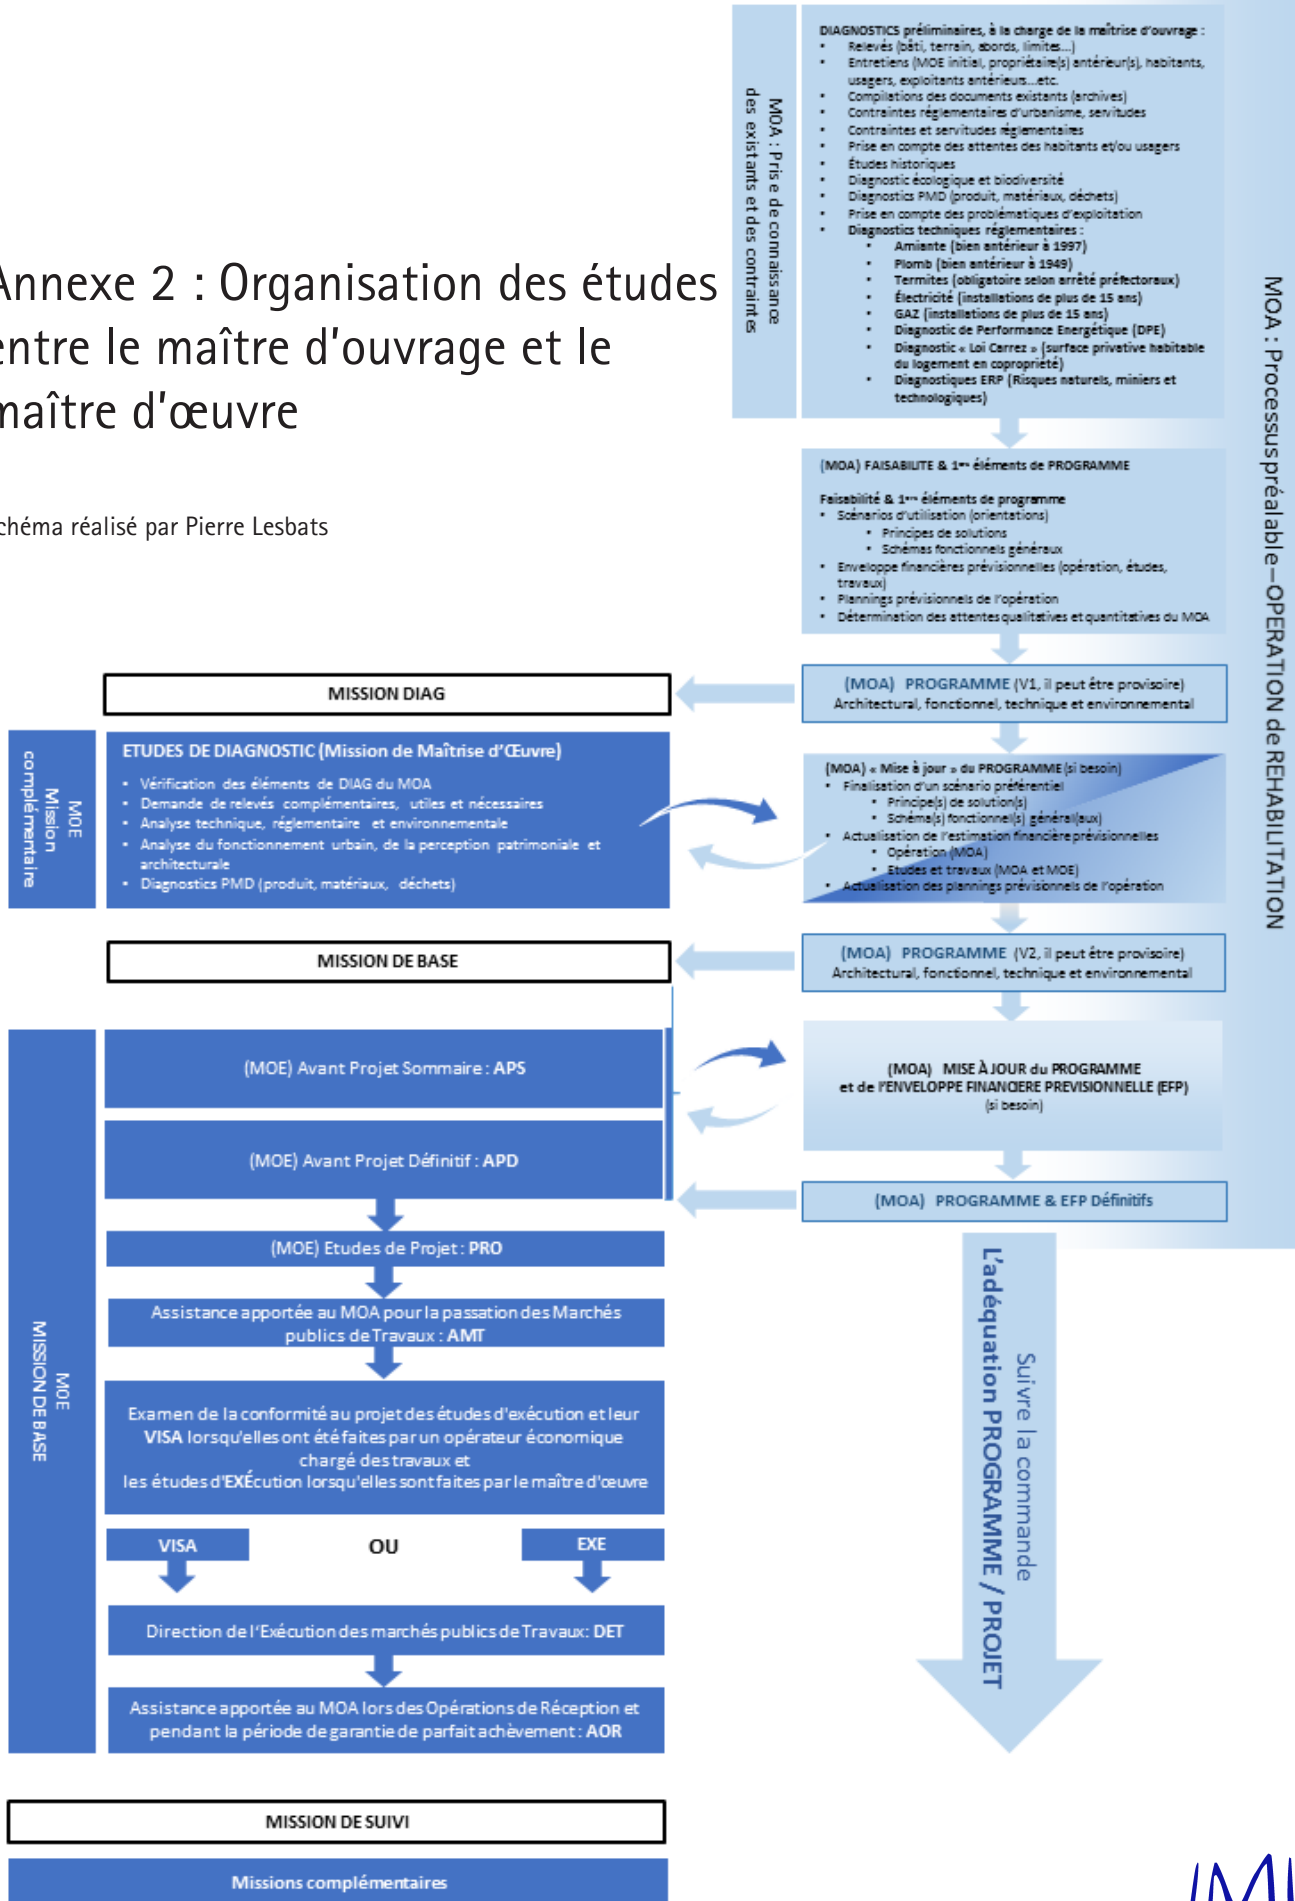 Annexe 2 : Organisation des études
entre le maître d'ouvrage et le
maître d'œuvre
schéma réalisé par Pierre Lesbats
MOA : Prise de connaissance
des existants et des contraintes
DIAGNOSTICS préliminaires, à la charge de la maîtrise d'ouvrage :
• Relevés (bâti, terrain, abords, limites...)
• Entretiens (MOE initial, propriétaire(s) antérieur(s), habitants,
usagers, exploitants antérieurs...etc.
• Compilations des documents existants (archives)
• Contraintes réglementaires d'urbanisme, servitudes
• Contraintes et servitudes réglementaires
• Prise en compte des attentes des habitants et/ou usagers
• Études historiques
• Diagnostic écologique et biodiversité
• Diagnostics PMD (produit, matériaux, déchets)
• Prise en compte des problématiques d'exploitation
• Diagnostics techniques réglementaires :
• Amiante (bien antérieur à 1997)
• Plomb (bien antérieur à 1949)
• Termites (obligatoire selon arrêté préfectoraux)
• Électricité (installations de plus de 15 ans)
• GAZ (installations de plus de 15 ans)
• Diagnostic de Performance Energétique (DPE)
• Diagnostic « Loi Carrez » (surface privative habitable
du logement en copropriété)
• Diagnostiques ERP (Risques naturels, miniers et
technologiques)
MOA : Processus préalable—OPERATION de REHABILITATION
(MOA) FAISABILITE & 1ers éléments de PROGRAMME
Faisabilité & 1ers éléments de programme
• Scénarios d'utilisation (orientations)
• Principes de solutions
• Schémas fonctionnels généraux
• Enveloppe financières prévisionnelles (opération, études,
travaux)
• Plannings prévisionnels de l'opération
• Détermination des attentes qualitatives et quantitatives du MOA
MISSION DIAG
(MOA) PROGRAMME (V1, il peut être provisoire)
Architectural, fonctionnel, technique et environnemental
MOE
Mission
complémentaire
ETUDES DE DIAGNOSTIC (Mission de Maîtrise d'Œuvre)
• Vérification des éléments de DIAG du MOA
• Demande de relevés complémentaires, utiles et nécessaires
• Analyse technique, réglementaire et environnementale
• Analyse du fonctionnement urbain, de la perception patrimoniale et
architecturale
• Diagnostics PMD (produit, matériaux, déchets)
(MOA) « Mise à jour » du PROGRAMME (si besoin)
• Finalisation d'un scénario préférentiel
• Principe(s) de solution(s)
• Schéma(s) fonctionnel(s) général(aux)
• Actualisation de l'estimation financière prévisionnelles
• Opération (MOA)
• Etudes et travaux (MOA et MOE)
• Actualisation des plannings prévisionnels de l'opération
MISSION DE BASE
(MOA) PROGRAMME (V2, il peut être provisoire)
Architectural, fonctionnel, technique et environnemental
MOE
MISSION DE BASE
(MOE) Avant Projet Sommaire : APS
(MOA) MISE À JOUR du PROGRAMME
et de l'ENVELOPPE FINANCIERE PREVISIONNELLE (EFP)
(si besoin)
(MOE) Avant Projet Définitif : APD
(MOA) PROGRAMME & EFP Définitifs
(MOE) Etudes de Projet : PRO
Assistance apportée au MOA pour la passation des Marchés
publics de Travaux : AMT
Examen de la conformité au projet des études d'exécution et leur
VISA lorsqu'elles ont été faites par un opérateur économique
chargé des travaux et
les études d'EXÉcution lorsqu'elles sont faites par le maître d'œuvre
VISA
OU
EXE
Direction de l'Exécution des marchés publics de Travaux: DET
Assistance apportée au MOA lors des Opérations de Réception et
pendant la période de garantie de parfait achèvement : AOR
Suivre la commande
L'adéquation PROGRAMME / PROJET
MISSION DE SUIVI
Missions complémentaires